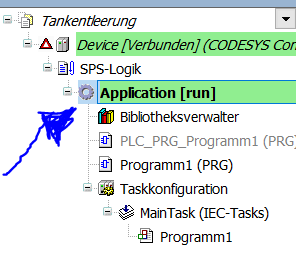 Tankentleerung
Device [Verbunden] (CODESYS Con
SPS-Logik
Application [run]
Bibliotheksverwalter
PLC_PRG_Programm1 (PRG)
Programm1 (PRG)
Taskkonfiguration
MainTask (IEC-Tasks)
Programm1